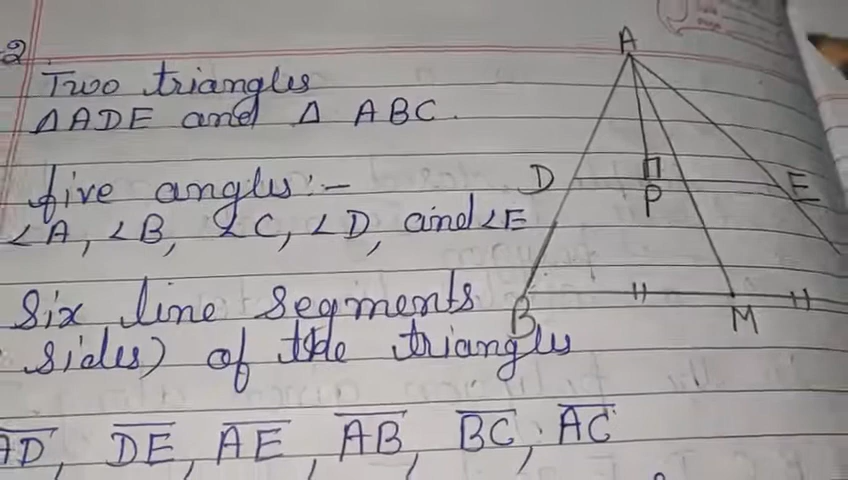 2
Two triangles
△ADE and △ ABC.
five angles:-
∠A, ∠B, ∠C, ∠D, and ∠E
Six line segments
sides) of the triangles
AD, DE, AE, AB, BC, AC
A
D
P
E
B
M